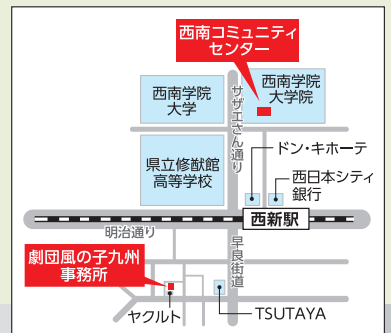 西南コミュニティ
センター
西南学院
大学
サザエさん通り
西南学院
大学院
県立修猷館
高等学校
ドン・キホーテ
西日本シティ
銀行
西新駅
明治通り
早良街道
劇団風の子九州
事務所
ヤクルト
TSUTAYA